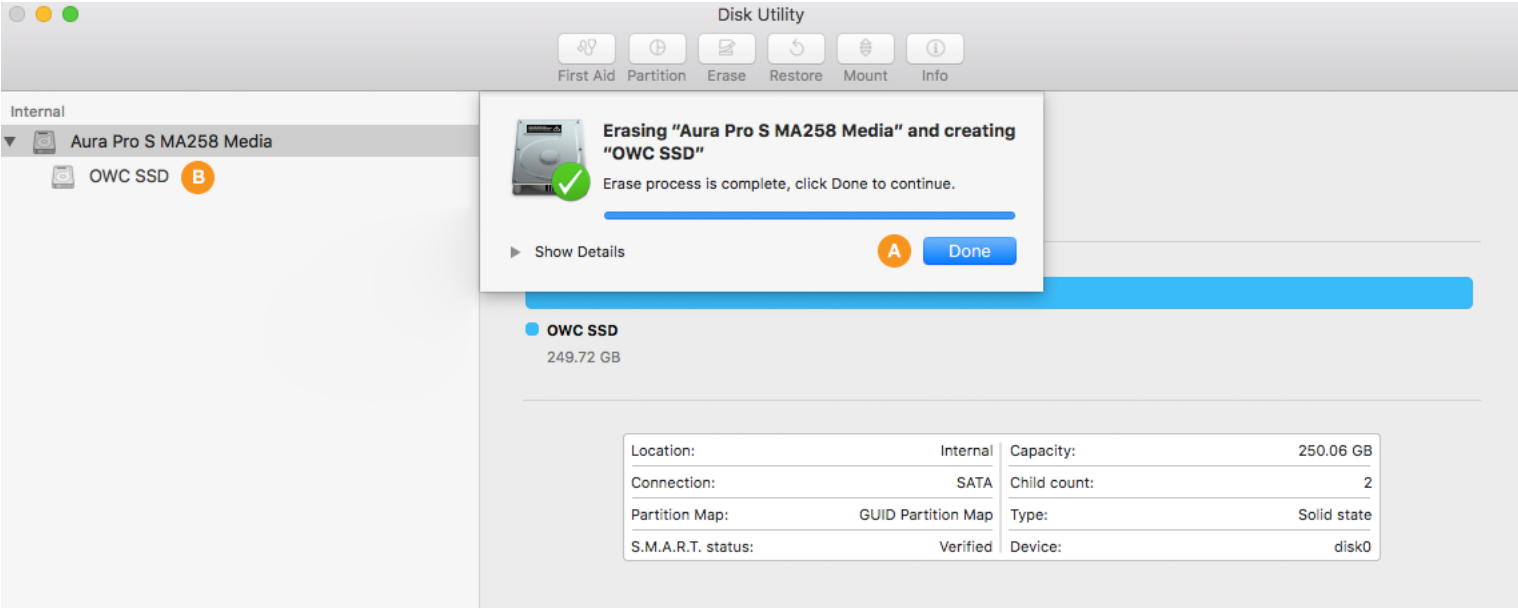 Disk Utility
First Aid Partition Erase Restore Mount Info
Internal
Aura Pro S MA258 Media
OWC SSD B
Erasing “Aura Pro S MA258 Media” and creating
“OWC SSD”
Erase process is complete, click Done to continue.
Show Details A Done
OWC SSD
249.72 GB
Location: Internal Capacity: 250.06 GB
Connection: SATA Child count: 2
Partition Map: GUID Partition Map Type: Solid state
S.M.A.R.T. status: Verified Device: disk0